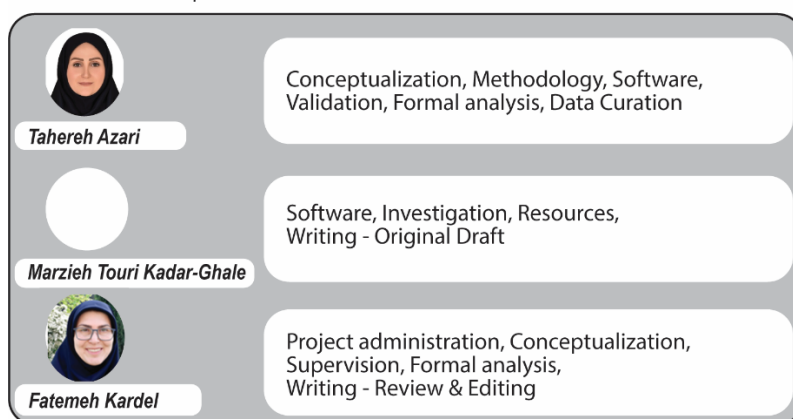 Conceptualization, Methodology, Software,
Validation, Formal analysis, Data Curation
Tahereh Azari
Software, Investigation, Resources,
Writing - Original Draft
Marzieh Touri Kadar-Ghale
Project administration, Conceptualization,
Supervision, Formal analysis,
Writing - Review & Editing
Fatemeh Kardel